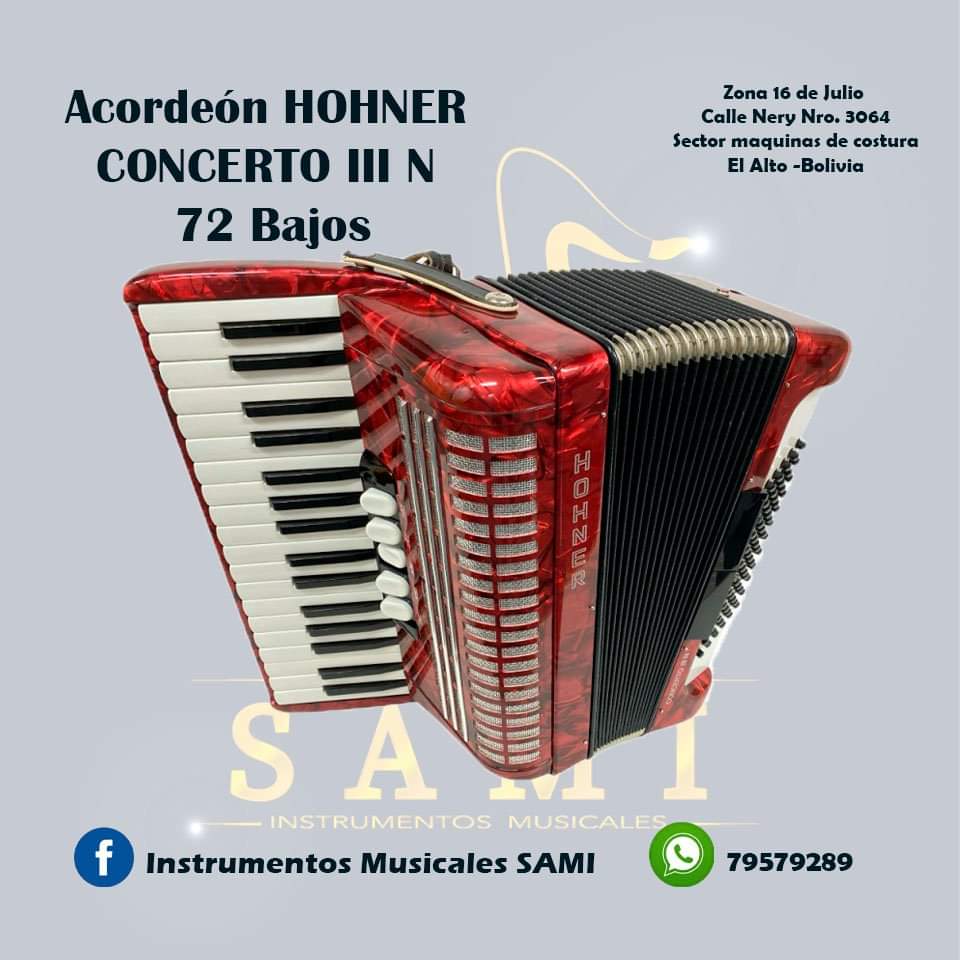 Acordeón HOHNER
CONCERTO III N
72 Bajos
Zona 16 de Julio
Calle Nery Nro. 3064
Sector maquinas de costura
El Alto -Bolivia
HOHNER
SAMI
INSTRUMENTOS MUSICALES
Instrumentos Musicales SAMI
79579289